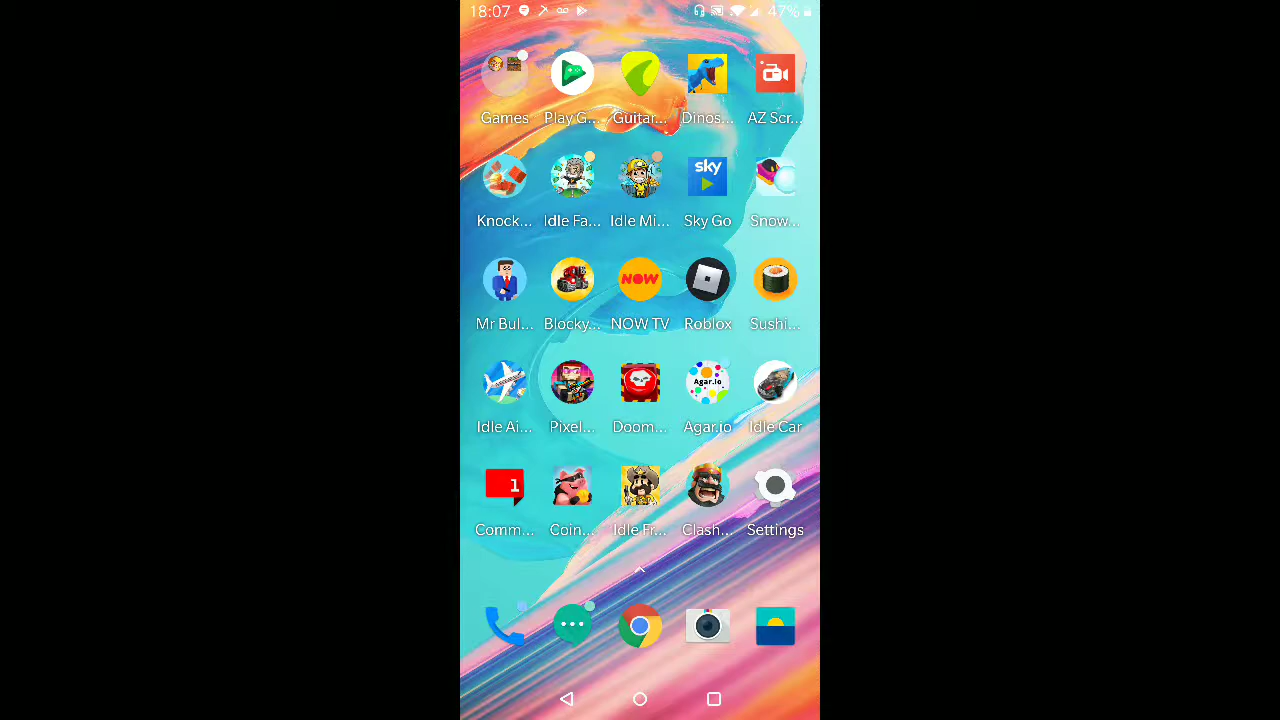 18:07 47%
Games Play G... Guitar... Dinos... AZ Scr...
sky
Knock... Idle Fa... Idle Mi... Sky Go Snow...
NOW
Mr Bul... Blocky... NOW TV Roblox Sushi...
Agar.io
Idle Ai... Pixel... Doom... Agar.io Idle Car
1
Comm... Coin... Idle Fr... Clash... Settings